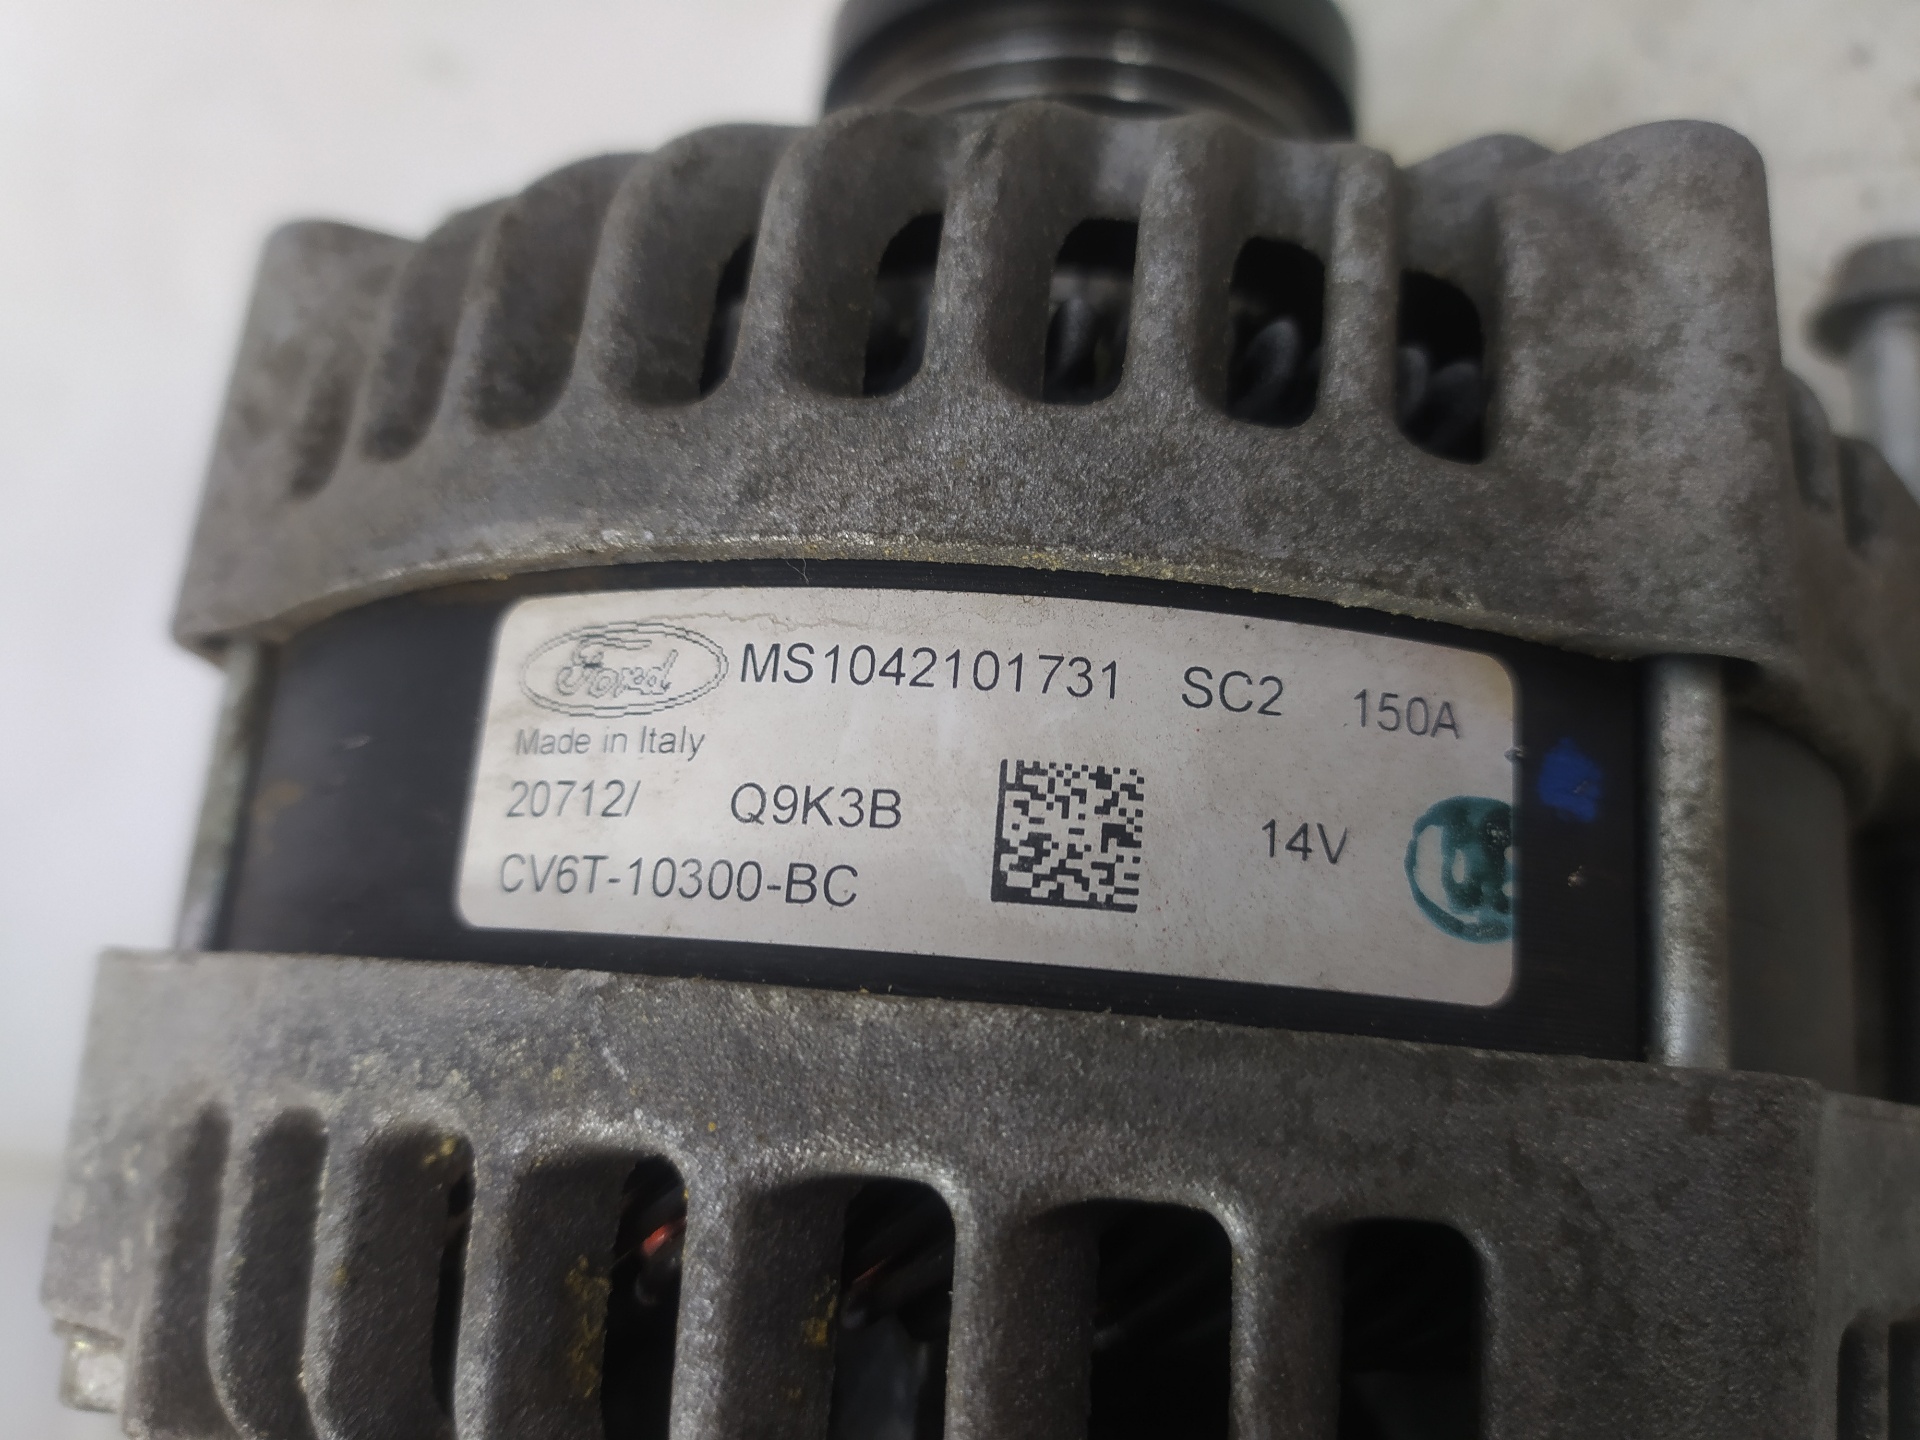 Ford MS1042101731 SC2 150A
Made in Italy
20712/ Q9K3B 14V
CV6T-10300-BC